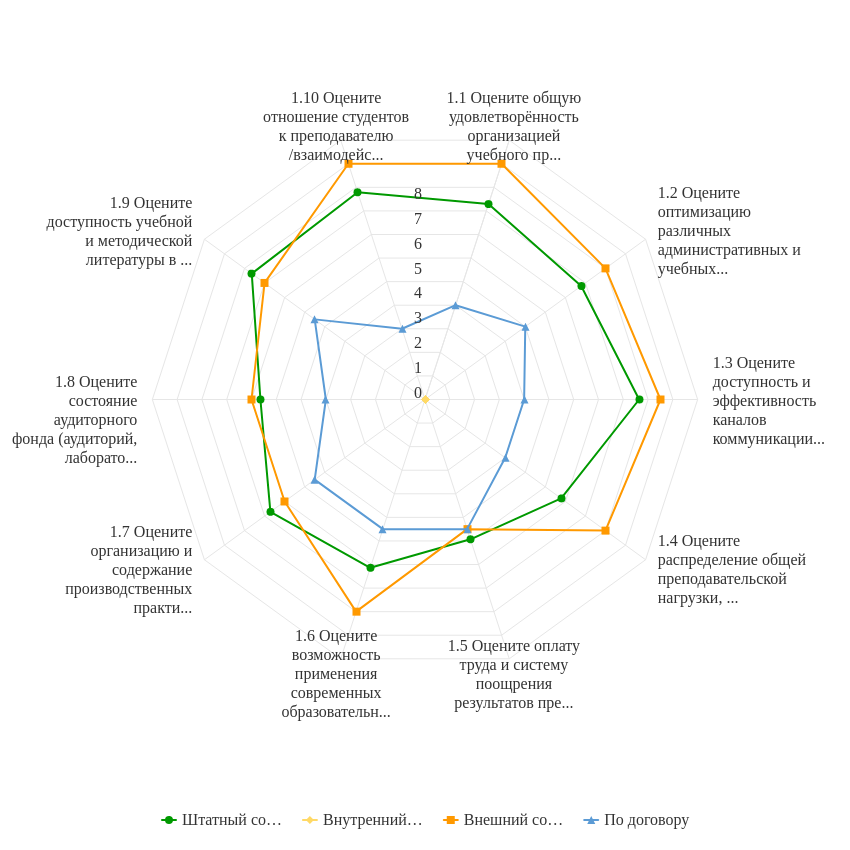 1.10 Оцените
отношение студентов
к преподавателю
/взаимодейс...
1.1 Оцените общую
удовлетворённость
организацией
учебного пр...
1.2 Оцените
оптимизацию
различных
административных и
учебных...
1.3 Оцените
доступность и
эффективность
каналов
коммуникации...
1.4 Оцените
распределение общей
преподавательской
нагрузки, ...
1.5 Оцените оплату
труда и систему
поощрения
результатов пре...
1.6 Оцените
возможность
применения
современных
образовательн...
1.7 Оцените
организацию и
содержание
производственных
практи...
1.8 Оцените
состояние
аудиторного
фонда (аудиторий,
лаборато...
1.9 Оцените
доступность учебной
и методической
литературы в ...
8
7
6
5
4
3
2
1
0
Штатный со…
Внутренний…
Внешний со…
По договору